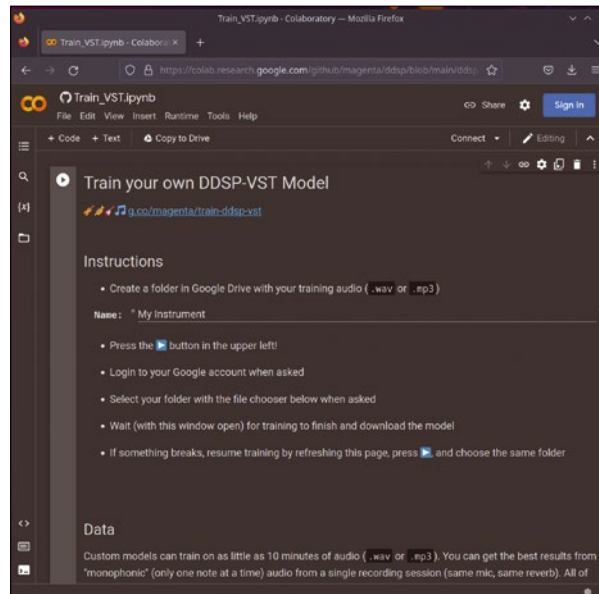 Train_VST.ipynb - Colaboratory — Mozilla Firefox
Train_VST.ipynb - Colabora
https://colab.research.google.com/github/magenta/ddsp/blob/main/ddsp
Train_VST.ipynb
Share
Sign in
File Edit View Insert Runtime Tools Help
+ Code + Text Copy to Drive
Connect
Editing
Train your own DDSP-VST Model
g.co/magenta/train-ddsp-vst
Instructions
• Create a folder in Google Drive with your training audio (.wav or .mp3)
Name: "My Instrument
• Press the ▶ button in the upper left!
• Login to your Google account when asked
• Select your folder with the file chooser below when asked
• Wait (with this window open) for training to finish and download the model
• If something breaks, resume training by refreshing this page, press ▶, and choose the same folder
Data
Custom models can train on as little as 10 minutes of audio (.wav or .mp3). You can get the best results from
"monophonic" (only one note at a time) audio from a single recording session (same mic, same reverb). All of